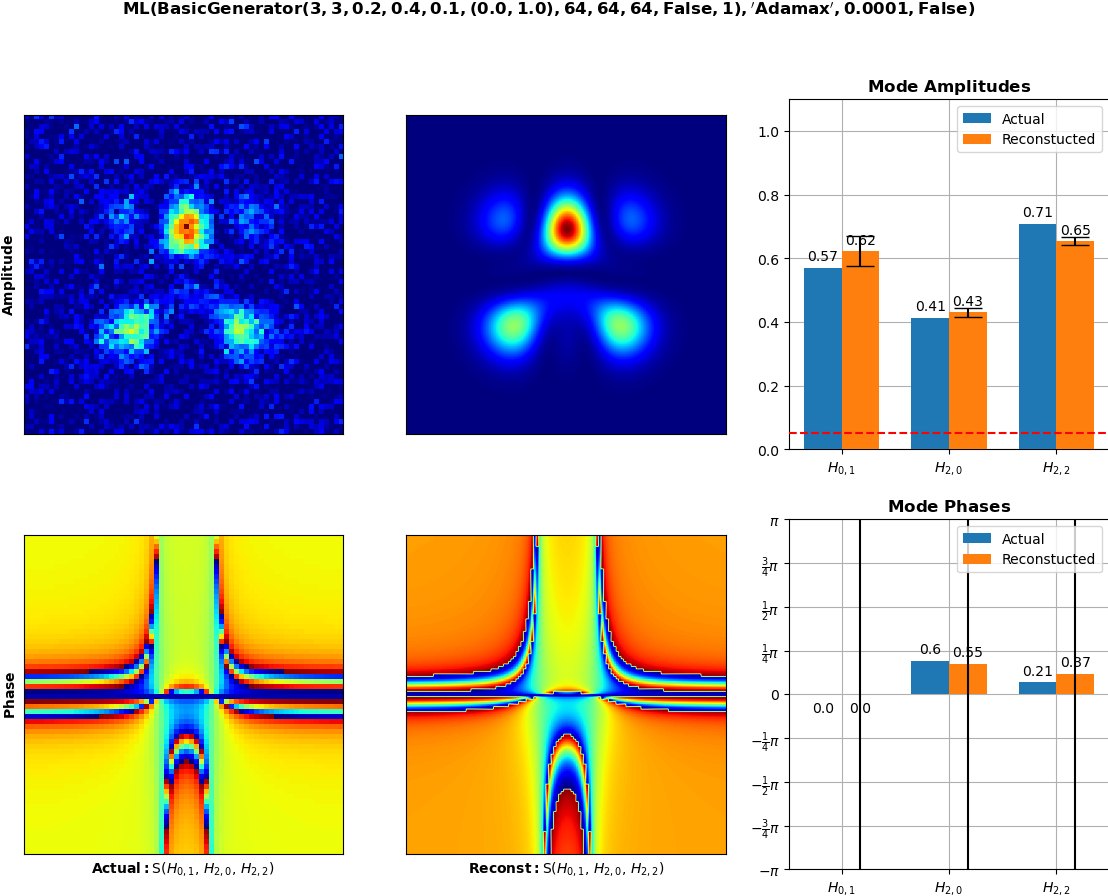 ML(BasicGenerator(3, 3, 0.2, 0.4, 0.1, (0.0, 1.0), 64, 64, 64, False, 1), ′Adamax′, 0.0001, False)
Amplitude
Mode Amplitudes
Actual
Reconstucted
1.0
0.8
0.6
0.4
0.2
0.0
0.57
0.62
0.41
0.43
0.71
0.65
H0, 1
H2, 0
H2, 2
Phase
Actual: S(H0, 1, H2, 0, H2, 2)
Reconst: S(H0, 1, H2, 0, H2, 2)
Mode Phases
Actual
Reconstucted
π
3/4π
1/2π
1/4π
0
−1/4π
−1/2π
−3/4π
−π
0.0
0.0
0.6
0.55
0.21
0.37
H0, 1
H2, 0
H2, 2